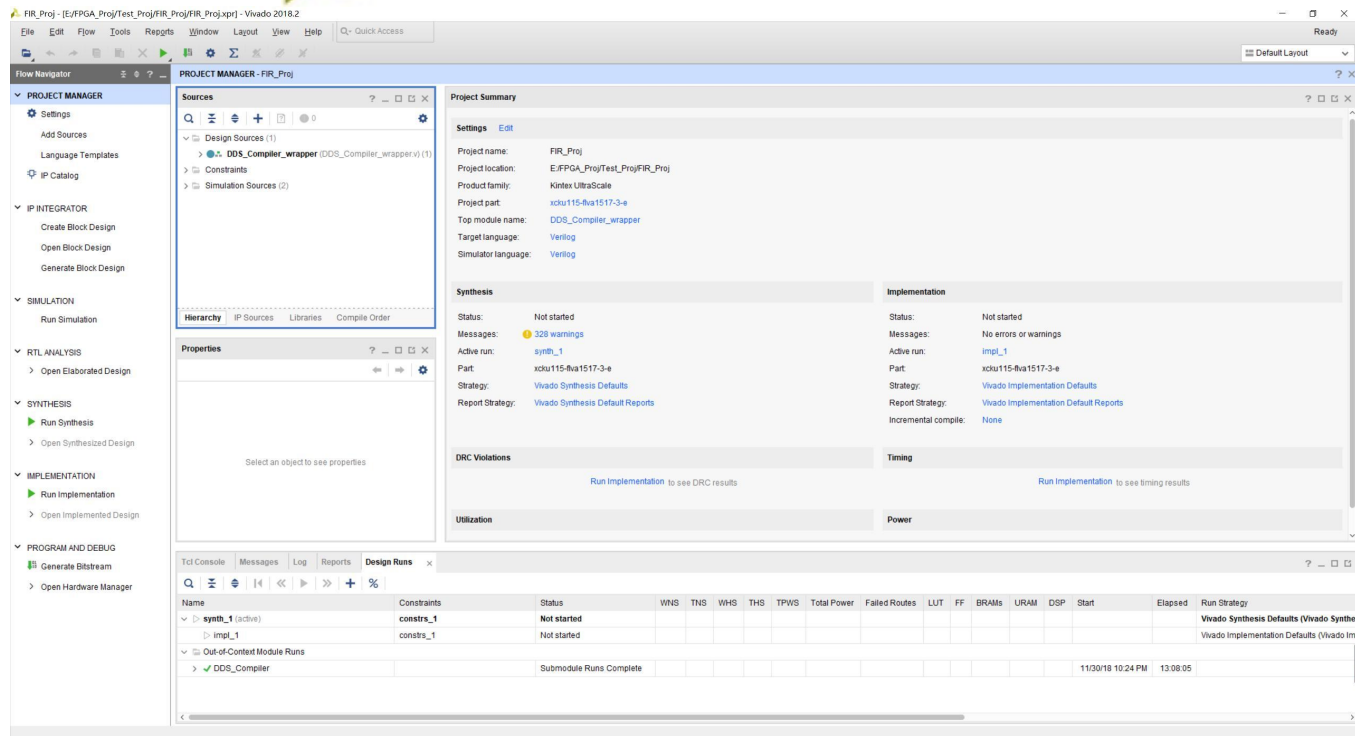 FIR_Proj - [E:/FPGA_Proj/Test_Proj/FIR_Proj/FIR_Proj.xpr] - Vivado 2018.2
File Edit Flow Tools Reports Window Layout View Help Quick Access Ready
Default Layout
Flow Navigator
PROJECT MANAGER
Settings
Add Sources
Language Templates
IP Catalog
IP INTEGRATOR
Create Block Design
Open Block Design
Generate Block Design
SIMULATION
Run Simulation
RTL ANALYSIS
Open Elaborated Design
SYNTHESIS
Run Synthesis
Open Synthesized Design
IMPLEMENTATION
Run Implementation
Open Implemented Design
PROGRAM AND DEBUG
Generate Bitstream
Open Hardware Manager
PROJECT MANAGER - FIR_Proj
Sources
0
Design Sources (1)
DDS_Compiler_wrapper (DDS_Compiler_wrapper.v) (1)
Constraints
Simulation Sources (2)
Hierarchy IP Sources Libraries Compile Order
Properties
Select an object to see properties
Project Summary
Settings Edit
Project name: FIR_Proj
Project location: E:/FPGA_Proj/Test_Proj/FIR_Proj
Product family: Kintex UltraScale
Project part: xcku115-flva1517-3-e
Top module name: DDS_Compiler_wrapper
Target language: Verilog
Simulator language: Verilog
Synthesis
Status: Not started
Messages: 328 warnings
Active run: synth_1
Part: xcku115-flva1517-3-e
Strategy: Vivado Synthesis Defaults
Report Strategy: Vivado Synthesis Default Reports
Implementation
Status: Not started
Messages: No errors or warnings
Active run: impl_1
Part: xcku115-flva1517-3-e
Strategy: Vivado Implementation Defaults
Report Strategy: Vivado Implementation Default Reports
Incremental compile: None
DRC Violations
Run Implementation to see DRC results
Timing
Run Implementation to see timing results
Utilization
Power
Tcl Console Messages Log Reports Design Runs
Name Constraints Status WNS TNS WHS THS TPWS Total Power Failed Routes LUT FF BRAMs URAM DSP Start Elapsed Run Strategy
synth_1 (active) constrs_1 Not started Vivado Synthesis Defaults (Vivado Synthe
impl_1 constrs_1 Not started Vivado Implementation Defaults (Vivado Im
Out-of-Context Module Runs
DDS_Compiler Submodule Runs Complete 11/30/18 10:24 PM 13:08:05